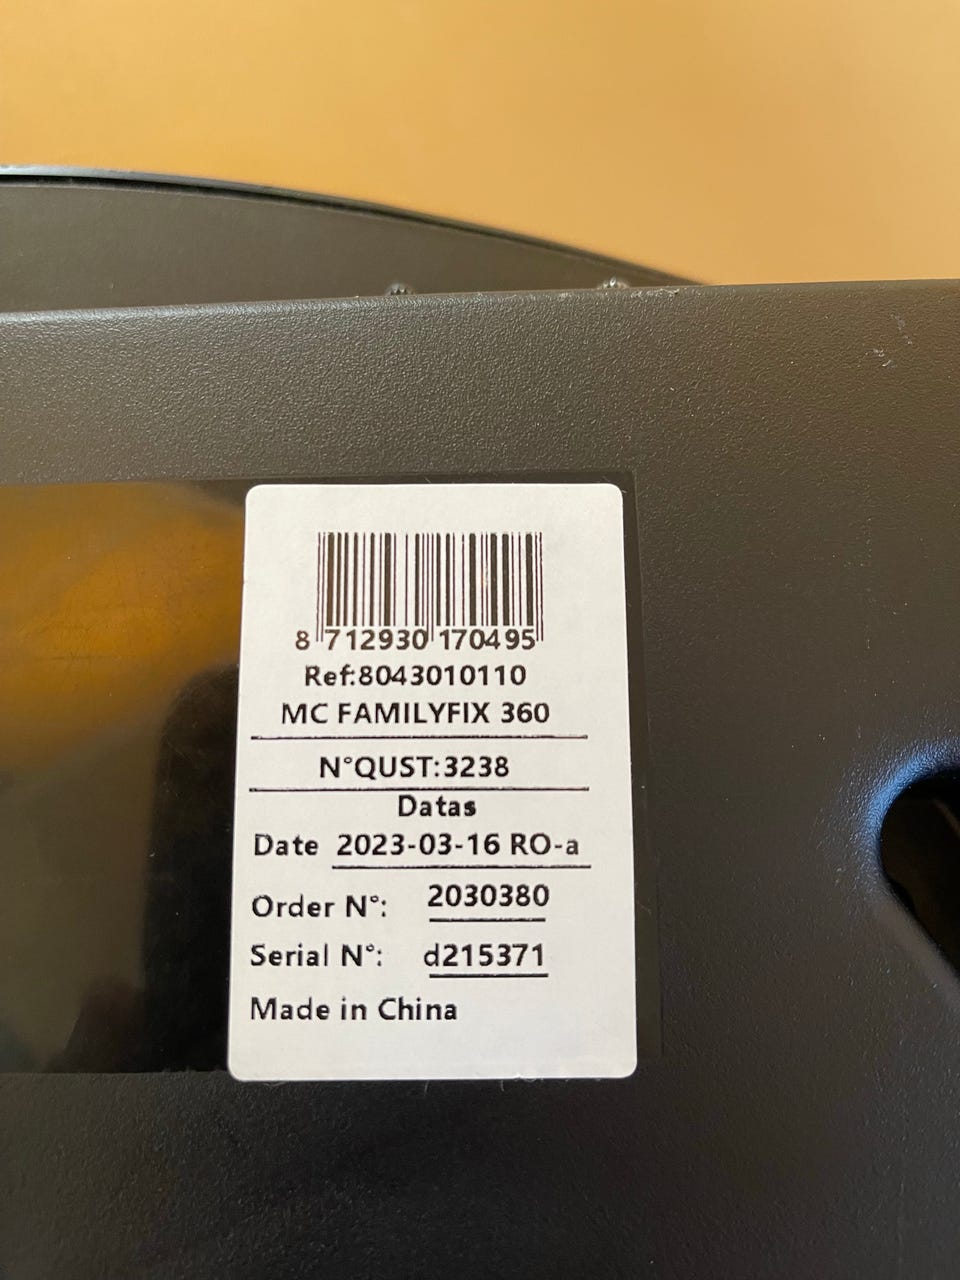 8 712930 170495
Ref:8043010110
MC FAMILYFIX 360
N°QUST:3238
Datas
Date 2023-03-16 RO-a
Order N°: 2030380
Serial N°: d215371
Made in China